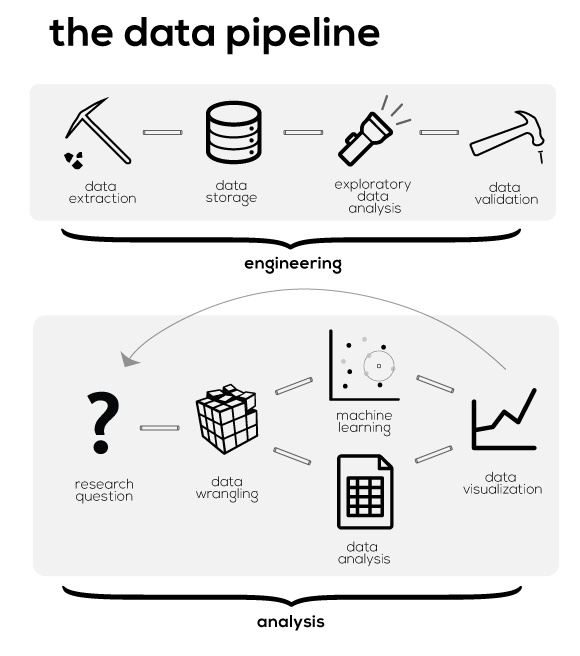 the data pipeline
data
extraction
data
storage
exploratory
data
analysis
data
validation
engineering
research
question
data
wrangling
machine
learning
data
analysis
data
visualization
analysis